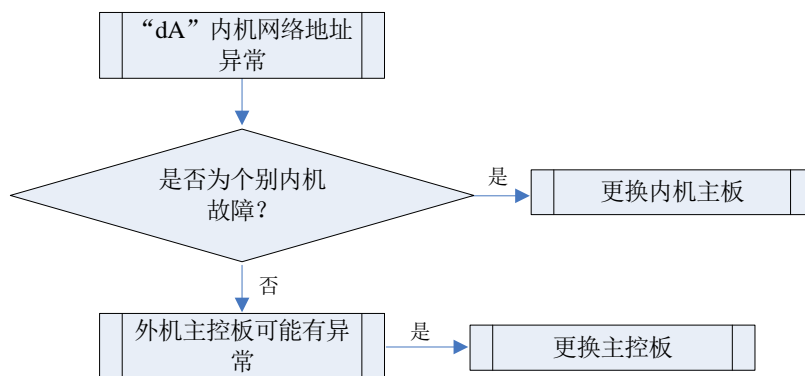 “dA”内机网络地址
异常
是否为个别内机
故障？
是
更换内机主板
否
外机主控板可能有异
常
是
更换主控板